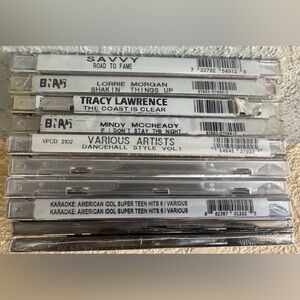 SAVVY
ROAD TO FAME
7 33792 54912 8
LORRIE MORGAN
SHAKIN THINGS UP
TRACY LAWRENCE
THE COAST IS CLEAR
MINDY MCCREADY
IF I DON'T STAY THE NIGHT
VPCD 2102
VARIOUS ARTISTS
DANCEHALL STYLE VOL.1
KARAOKE: AMERICAN IDOL SUPER TEEN HITS 6 / VARIOUS
KARAOKE: AMERICAN IDOL SUPER TEEN HITS 6 / VARIOUS